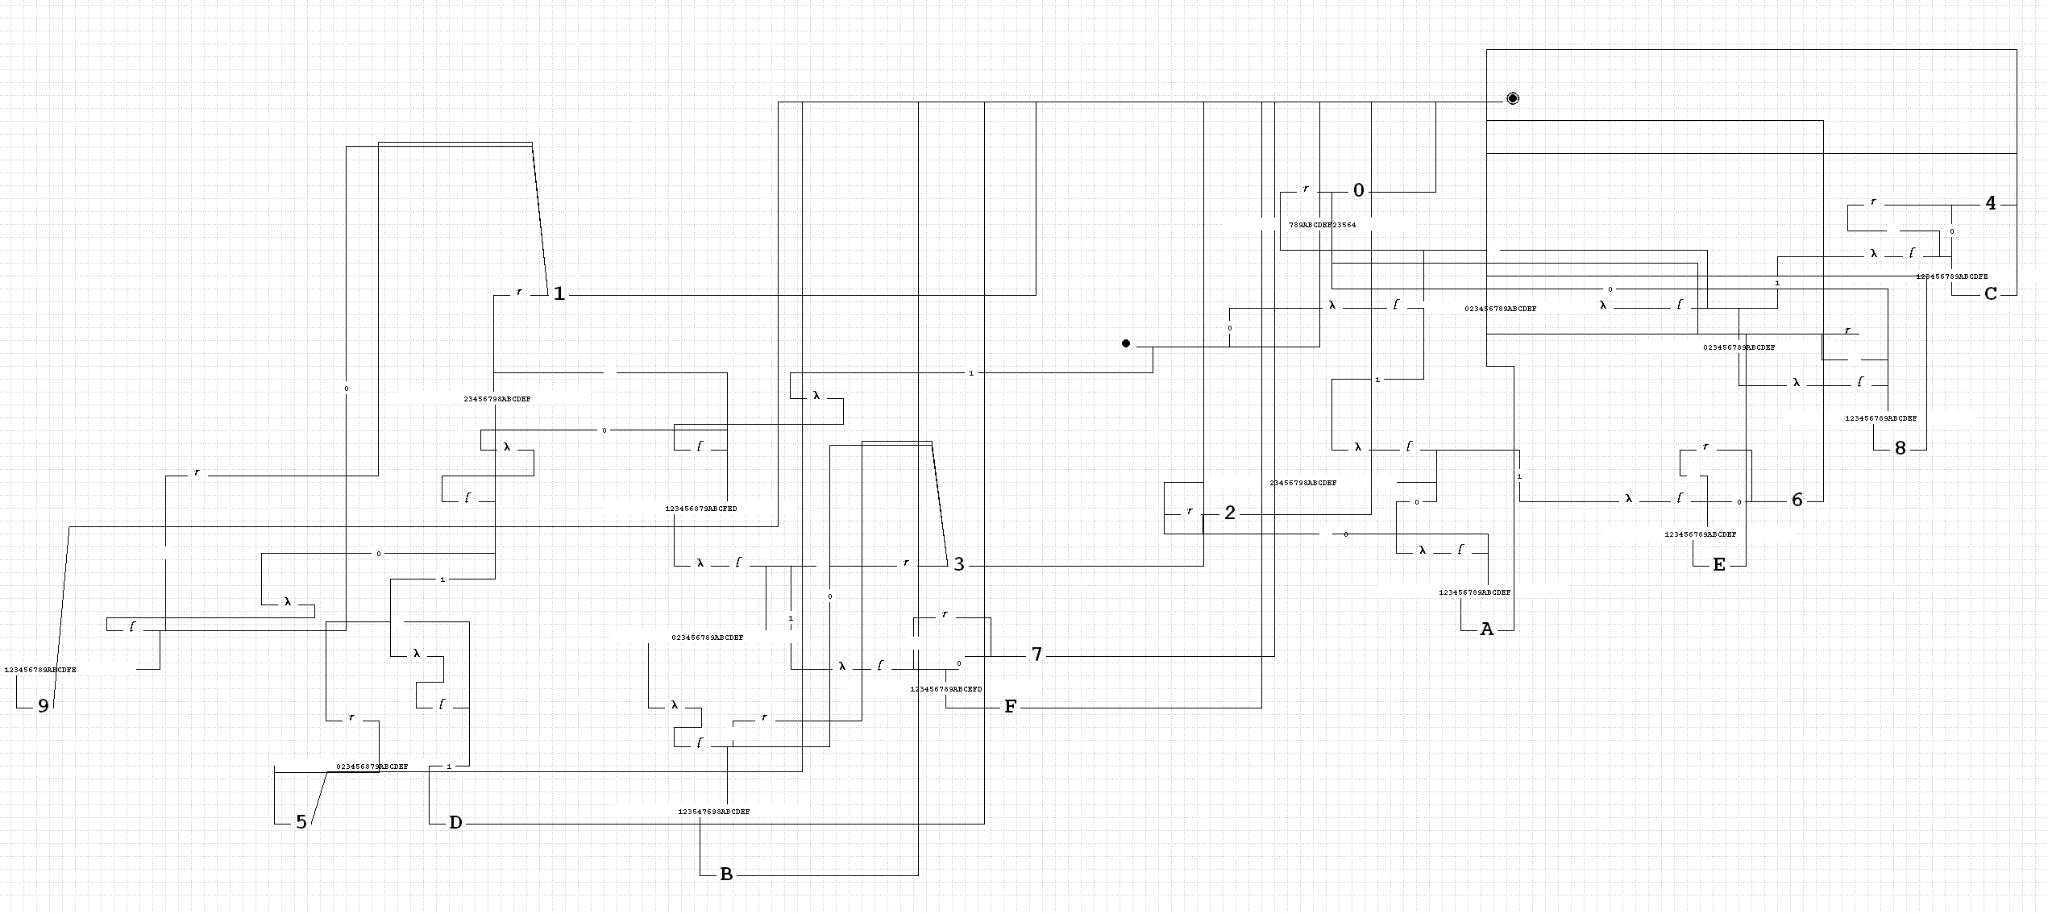 r 4
r 0
0
789ABCDEF23564
λ ⌈
123456789ABCDFE
1
r 1
C
0
λ ⌈
023456789ABCDEF
λ ⌈
0
r
023456789ABCDEF
1
1
λ ⌈
0
23456798ABCDEF
λ
123456789ABCDEF
0
λ ⌈
λ ⌈
r
8
r
1
23456798ABCDEF
⌈
0
λ ⌈
0
6
123456879ABCFED
r 2
0
123456789ABCDEF
0
λ ⌈
1
λ ⌈
r 3
E
123456789ABCDEF
0
λ
1
r
⌈
A
023456789ABCDEF
λ
7
0
123456789ABCDFE
λ ⌈
123456789ABCEFD
9
⌈
λ
F
r
r
⌈
023456879ABCDEF
1
123547698ABCDEF
5
D
B